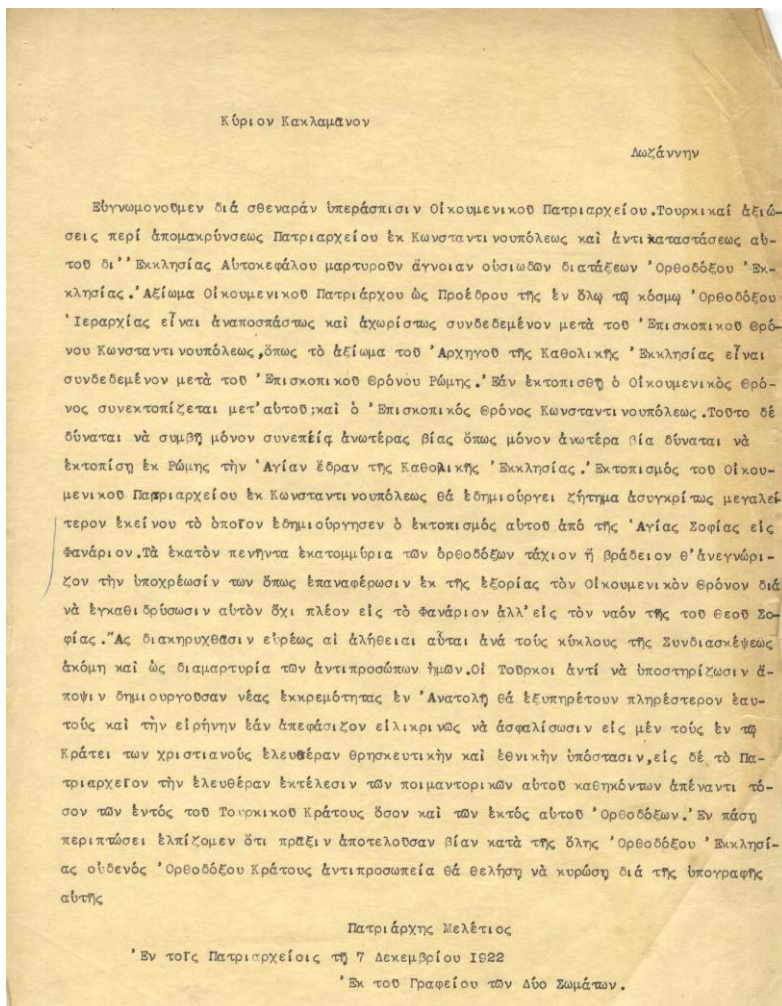 Κύριον Κακλαμᾶνον
Λωζάννην
Εὐγνωμονοῦμεν διά σθεναράν ὑπεράσπισιν Οἰκουμενικοῦ Πατριαρχείου.Τουρκικαί ἀξιώ-
σεις περί ἀπομακρύνσεως Πατριαρχείου ἐκ Κωνσταντινουπόλεως καί ἀντικαταστάσεως αὐ-
τοῦ δι''Εκκλησίας Αὐτοκεφάλου μαρτυροῦν ἄγνοιαν οὐσιωδῶν διατάξεων 'Ορθοδόξου 'Εκ-
κλησίας.'Αξίωμα Οἰκουμενικοῦ Πατριάρχου ὡς Προέδρου τῆς ἐν ὅλῳ τῷ κόσμῳ 'Ορθοδόξου
'Ιεραρχίας εἶναι ἀναποσπάστως καί ἀχωρίστως συνδεδεμένον μετά τοῦ 'Επισκοπικοῦ Θρό-
νου Κωνσταντινουπόλεως,ὅπως τό ἀξίωμα τοῦ 'Αρχηγοῦ τῆς Καθολικῆς 'Εκκλησίας εἶναι
συνδεδεμένον μετά τοῦ 'Επισκοπικοῦ Θρόνου Ρώμης.'Εάν ἐκτοπισθῇ ὁ Οἰκουμενικὸς Θρό-
νος συνεκτοπίζεται μετ'αὐτοῦ;καί ὁ 'Επισκοπικός Θρόνος Κωνσταντινουπόλεως.Τοῦτο δέ
δύναται νὰ συμβῇ μόνον συνεπείᾳ ἀνωτέρας βίας ὅπως μόνον ἀνωτέρα βία δύναται νὰ
ἐκτοπίσῃ ἐκ Ρώμης τήν 'Αγίαν ἕδραν τῆς Καθολικῆς 'Εκκλησίας.'Εκτοπισμός τοῦ Οἰκου-
μενικοῦ Πατριαρχείου ἐκ Κωνσταντινουπόλεως θά ἐδημιούργει ζήτημα ἀσυγκρίτως μεγαλεί-
τερον ἐκείνου τό ὁποῖον ἐδημιούργησεν ὁ ἐκτοπισμός αὐτοῦ ἀπό τῆς 'Αγίας Σοφίας εἰς
Φανάριον.Τά ἑκατόν πενῆντα ἑκατομμύρια τῶν ὀρθοδόξων τάχιον ἤ βράδειον θ'ἀνεγνώρι-
ζον τήν ὑποχρέωσίν των ὅπως ἐπαναφέρωσιν ἐκ τῆς ἐξορίας τόν Οἰκουμενικόν Θρόνον διά
νά ἐγκαθιδρύσωσιν αὐτόν ὄχι πλέον εἰς τό Φανάριον ἀλλ'εἰς τόν ναόν τῆς τοῦ Θεοῦ Σο-
φίας."Ας διακηρυχθῶσιν εὐρέως αἱ ἀλήθειαι αὗται ἀνά τούς κύκλους τῆς Συνδιασκέψεως
ἀκόμη καί ὡς διαμαρτυρία τῶν ἀντιπροσώπων ἡμῶν.Οἱ Τοῦρκοι ἀντί νά ὑποστηρίζωσιν ἄ-
ποψιν δημιουργοῦσαν νέας ἐκκρεμότητας ἐν 'Ανατολῇ θά ἐξυπηρέτουν πληρέστερον ἑαυ-
τούς καί τήν εἰρήνην ἐάν ἀπεφάσιζον εἰλικρινῶς νά ἀσφαλίσωσιν εἰς μέν τούς ἐν τῷ
Κράτει των χριστιανούς ἐλευθέραν θρησκευτικήν καί ἐθνικήν ὑπόστασιν,εἰς δέ τό Πα-
τριαρχεῖον τήν ἐλευθέραν ἐκτέλεσιν τῶν ποιμαντορικῶν αὐτοῦ καθηκόντων ἀπέναντι τό-
σον τῶν ἐντός τοῦ Τουρκικοῦ Κράτους ὅσον καί τῶν ἐκτός αὐτοῦ 'Ορθοδόξων.'Εν πάσῃ
περιπτώσει ἐλπίζομεν ὅτι πρᾶξιν ἀποτελοῦσαν βίαν κατά τῆς ὅλης 'Ορθοδόξου 'Εκκλησί-
ας οὐδενός 'Ορθοδόξου Κράτους ἀντιπροσωπεία θά θελήσῃ νά κυρώσῃ διά τῆς ὑπογραφῆς
αὐτῆς
Πατριάρχης Μελέτιος
'Εν τοῖς Πατριαρχείοις τῇ 7 Δεκεμβρίου 1922
'Εκ τοῦ Γραφείου τῶν Δύο Σωμάτων.